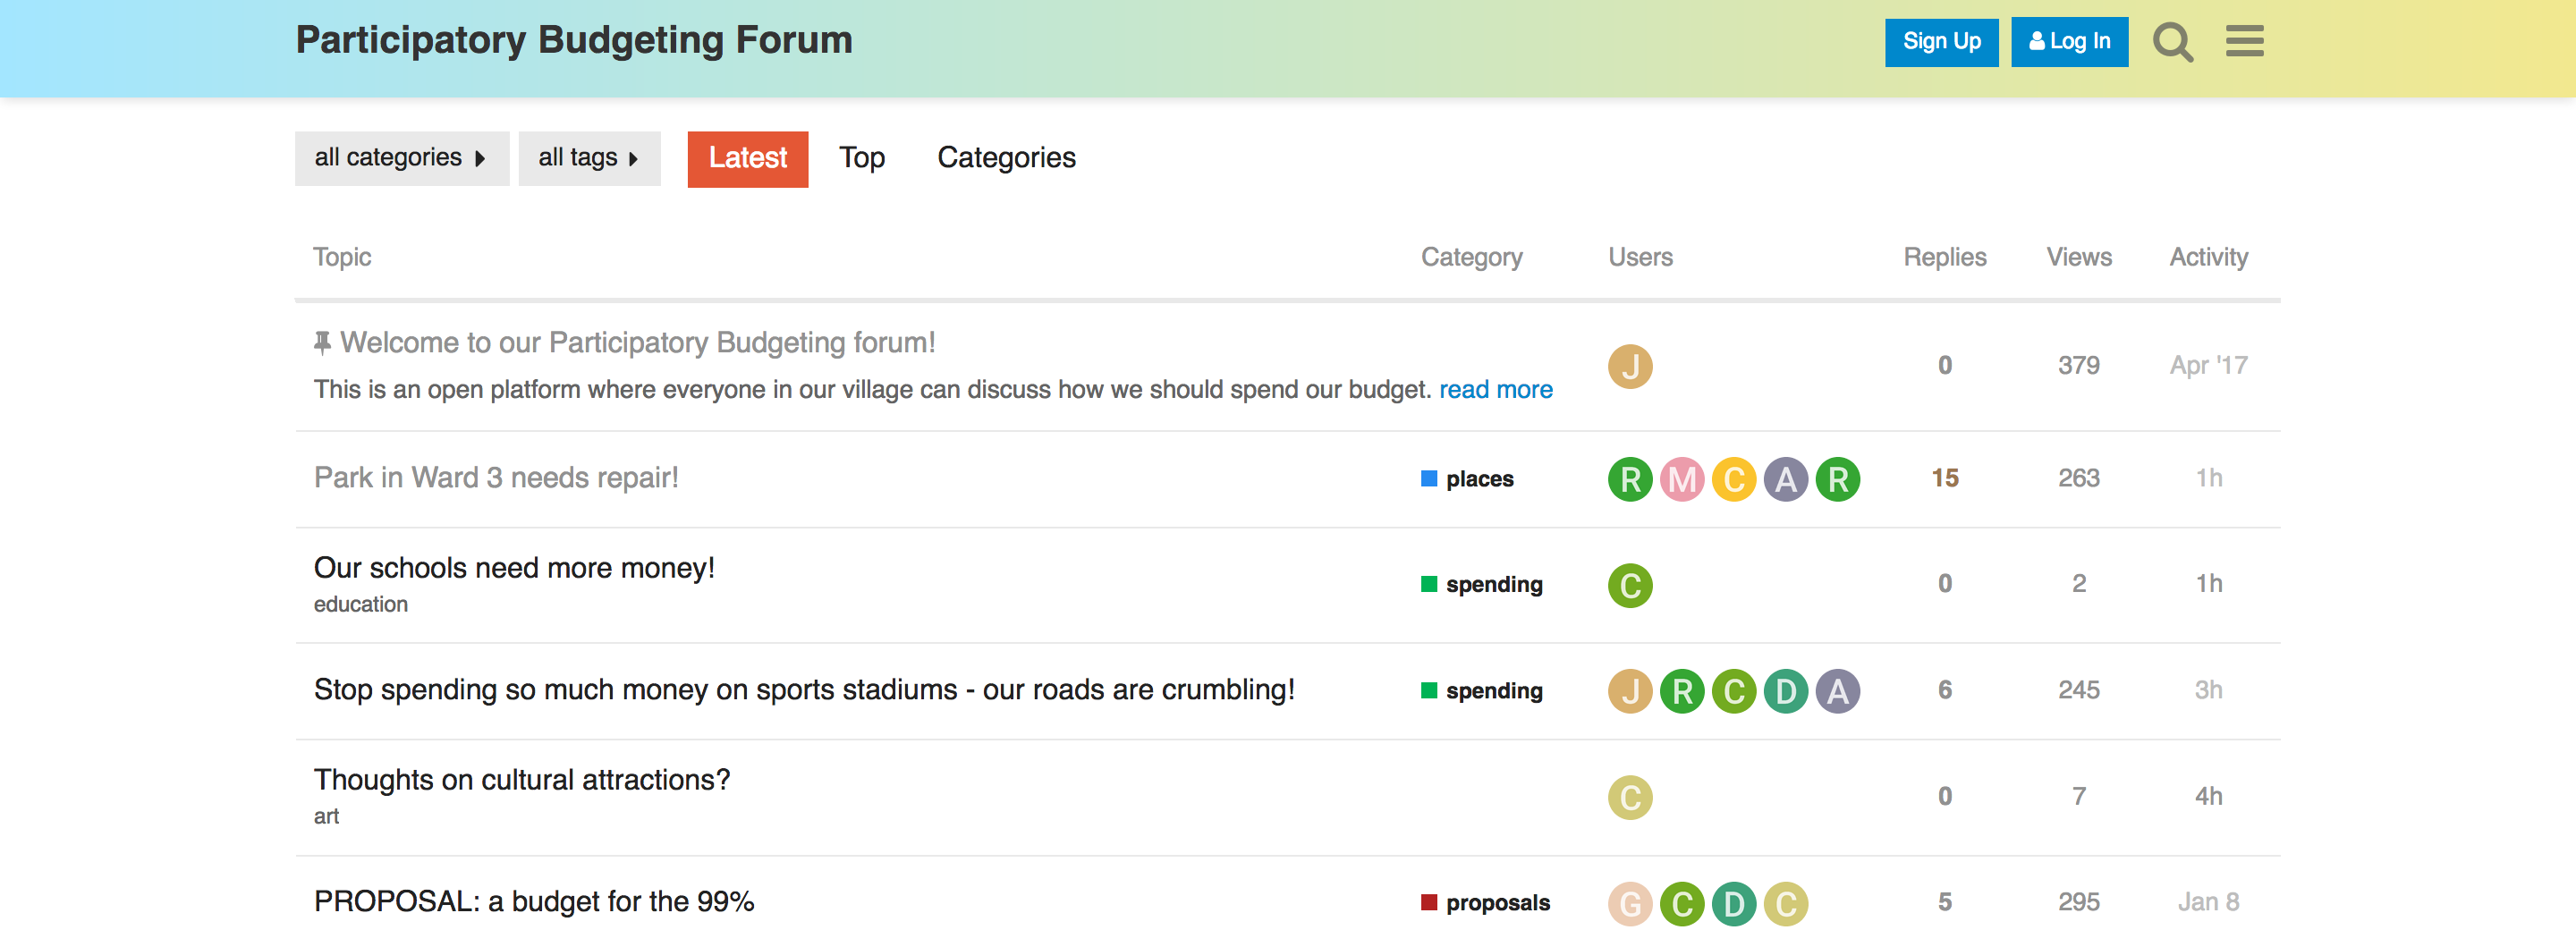 Participatory Budgeting Forum Sign Up Log In
all categories all tags Latest Top Categories
Topic Category Users Replies Views Activity
Welcome to our Participatory Budgeting forum!
This is an open platform where everyone in our village can discuss how we should spend our budget. read more
J 0 379 Apr '17
Park in Ward 3 needs repair! places R M C A R 15 263 1h
Our schools need more money!
education
spending C 0 2 1h
Stop spending so much money on sports stadiums - our roads are crumbling! spending J R C D A 6 245 3h
Thoughts on cultural attractions?
art
C 0 7 4h
PROPOSAL: a budget for the 99% proposals G C D C 5 295 Jan 8